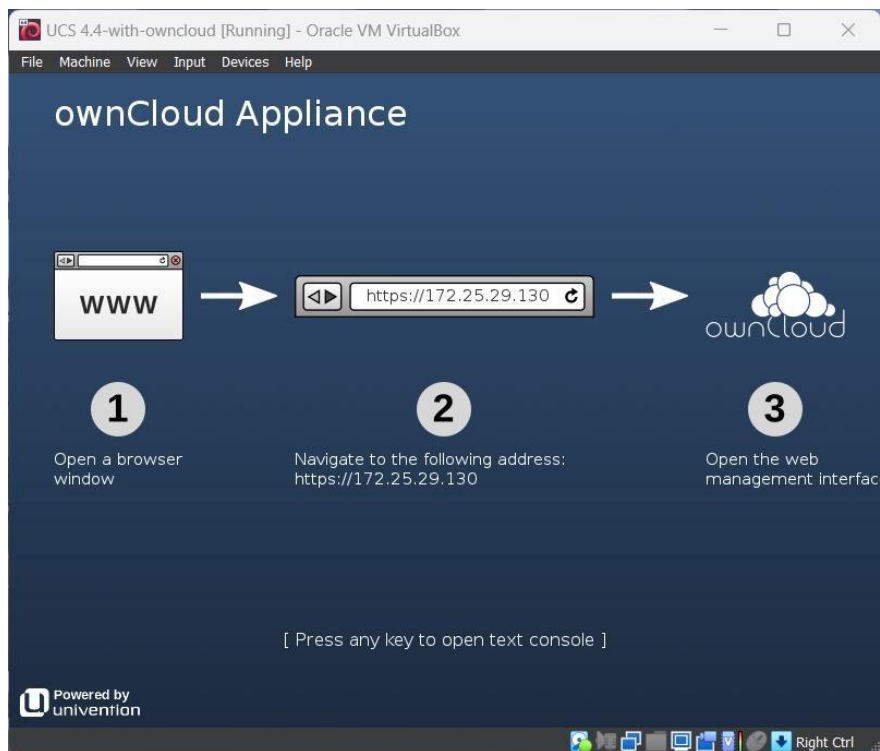 UCS 4.4-with-owncloud [Running] - Oracle VM VirtualBox
File Machine View Input Devices Help
ownCloud Appliance
www
https://172.25.29.130
ownCloud
1
2
3
Open a browser
window
Navigate to the following address:
https://172.25.29.130
Open the web
management interfac
[ Press any key to open text console ]
Powered by
univention
Right Ctrl